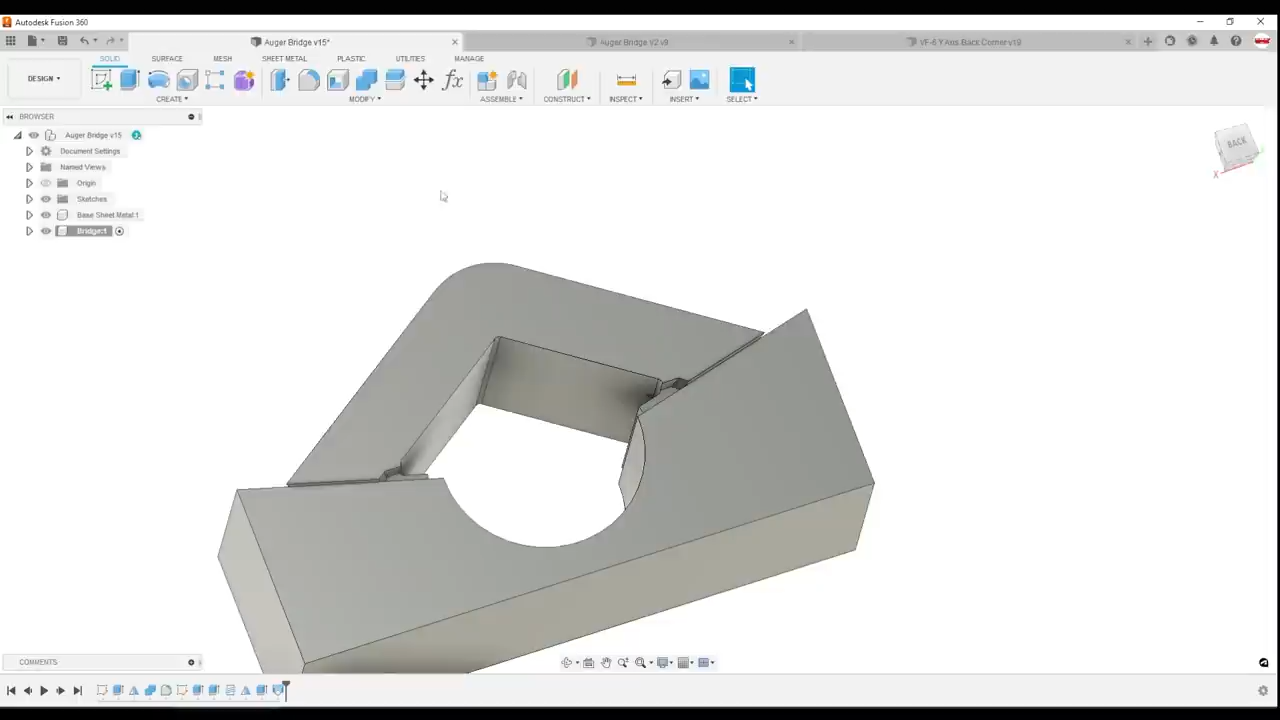 Autodesk Fusion 360
Auger Bridge v15*
Auger Bridge V2 v9
VF-6 Y Axis Back Corner v19
DESIGN
SOLID
SURFACE
MESH
SHEET METAL
PLASTIC
UTILITIES
MANAGE
CREATE
MODIFY
ASSEMBLE
CONSTRUCT
INSPECT
INSERT
SELECT
BROWSER
Auger Bridge v15
Document Settings
Named Views
Origin
Sketches
Base Sheet Metal:1
Bridge:1
BACK
X
COMMENTS